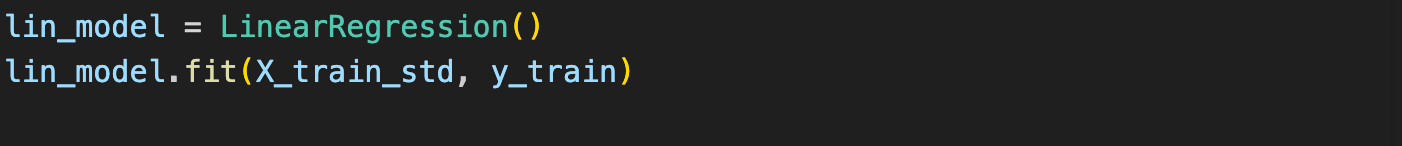 lin_model = LinearRegression()
lin_model.fit(X_train_std, y_train)